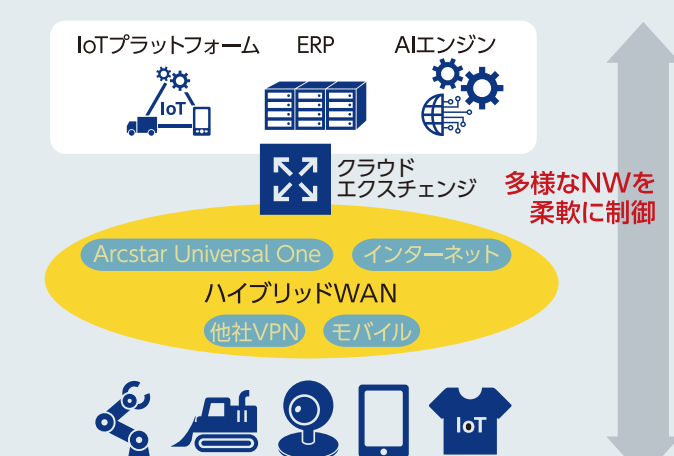 IoTプラットフォーム ERP AIエンジン
IoT
クラウド
エクスチェンジ
多様なNWを
柔軟に制御
Arcstar Universal One インターネット
ハイブリッドWAN
他社VPN モバイル
IoT